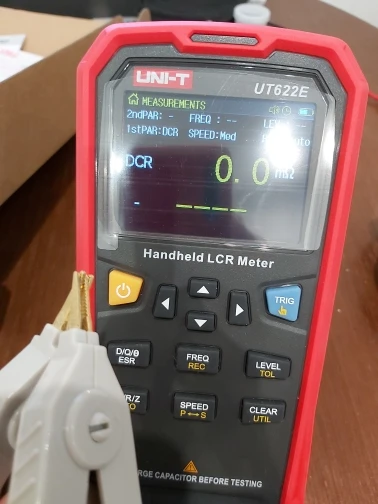 UNI-T
UT622E
MEASUREMENTS
2ndPAR: - FREQ : --
1stPAR:DCR SPEED:Med
DCR 0.0 mΩ
- ----
Handheld LCR Meter
TRIG
D/Q/θ FREQ LEVEL
ESR REC TOL
R/Z SPEED CLEAR
P↔S UTIL
RGE CAPACITOR BEFORE TESTING